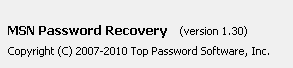 MSN Password Recovery (version 1.30)
Copyright (C) 2007-2010 Top Password Software, Inc.